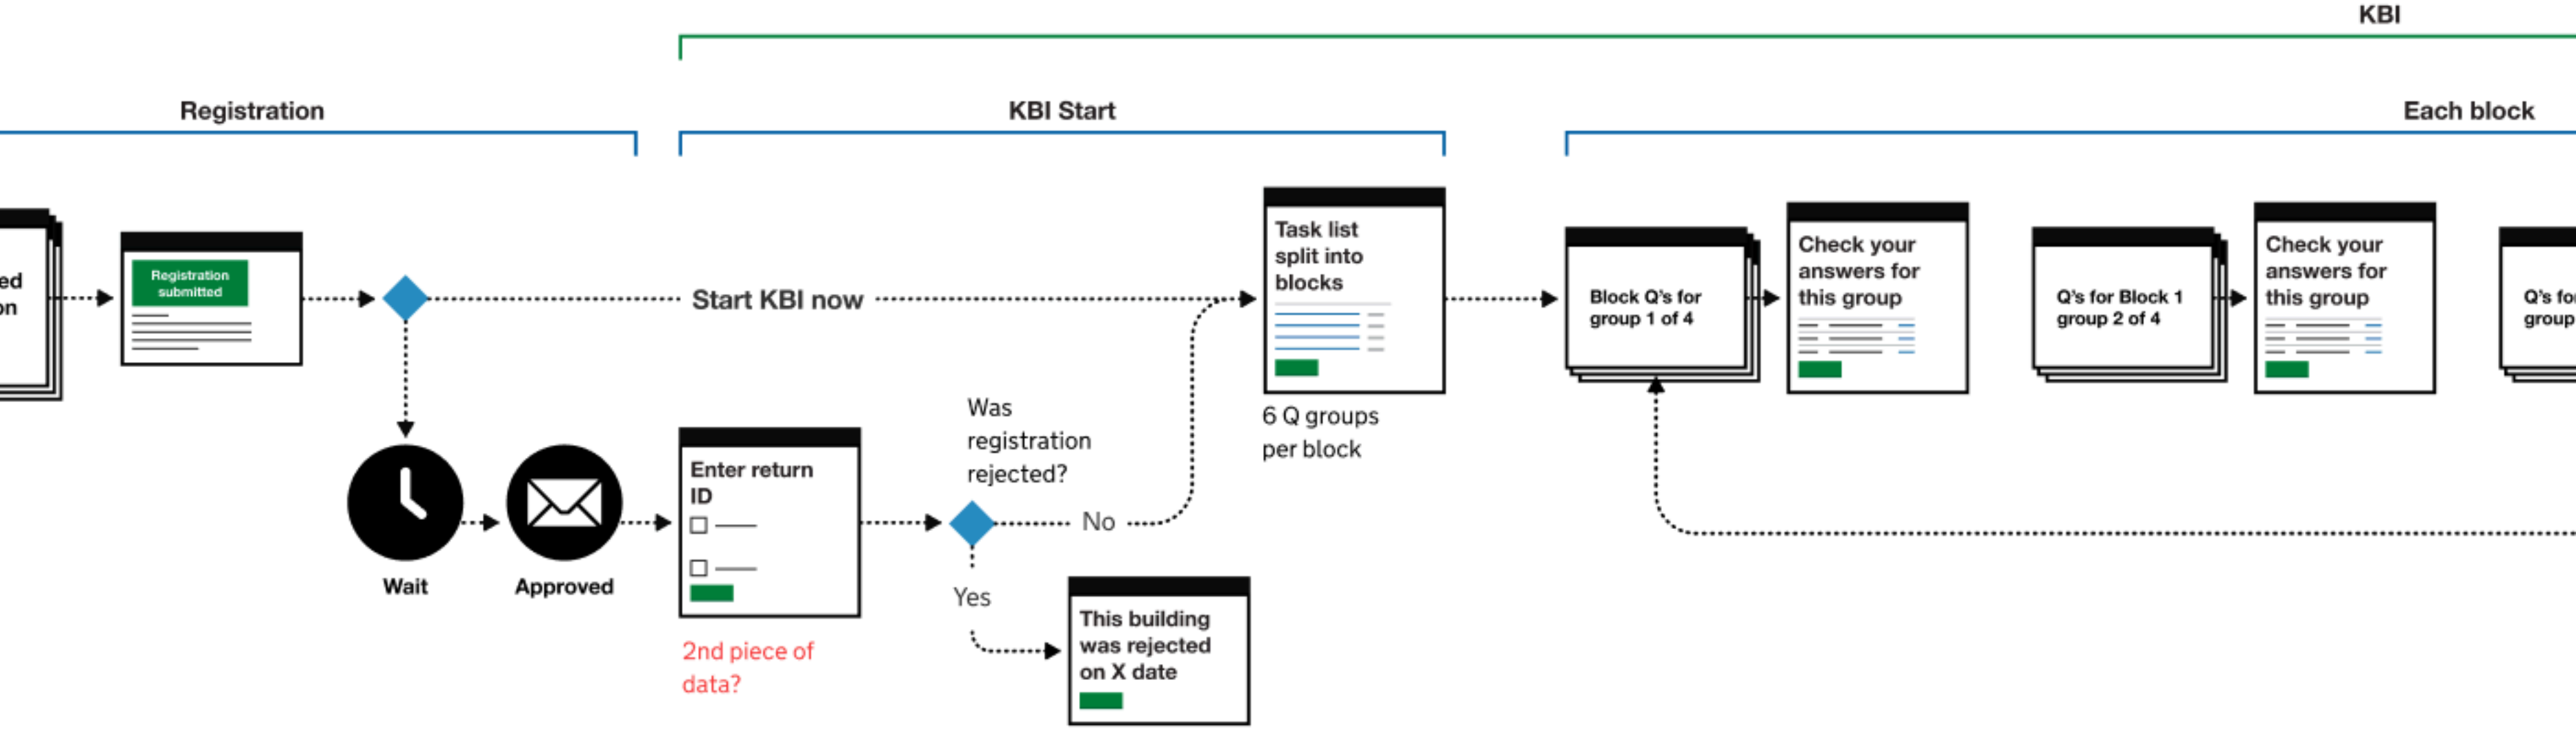 KBI
Registration
KBI Start
Each block
ed
on
Registration
submitted
Start KBI now
Task list
split into
blocks
6 Q groups
per block
Block Q's for
group 1 of 4
Check your
answers for
this group
Q's for Block 1
group 2 of 4
Check your
answers for
this group
Q's fo
group
Wait
Approved
Enter return
ID
2nd piece of
data?
Was
registration
rejected?
No
Yes
This building
was rejected
on X date